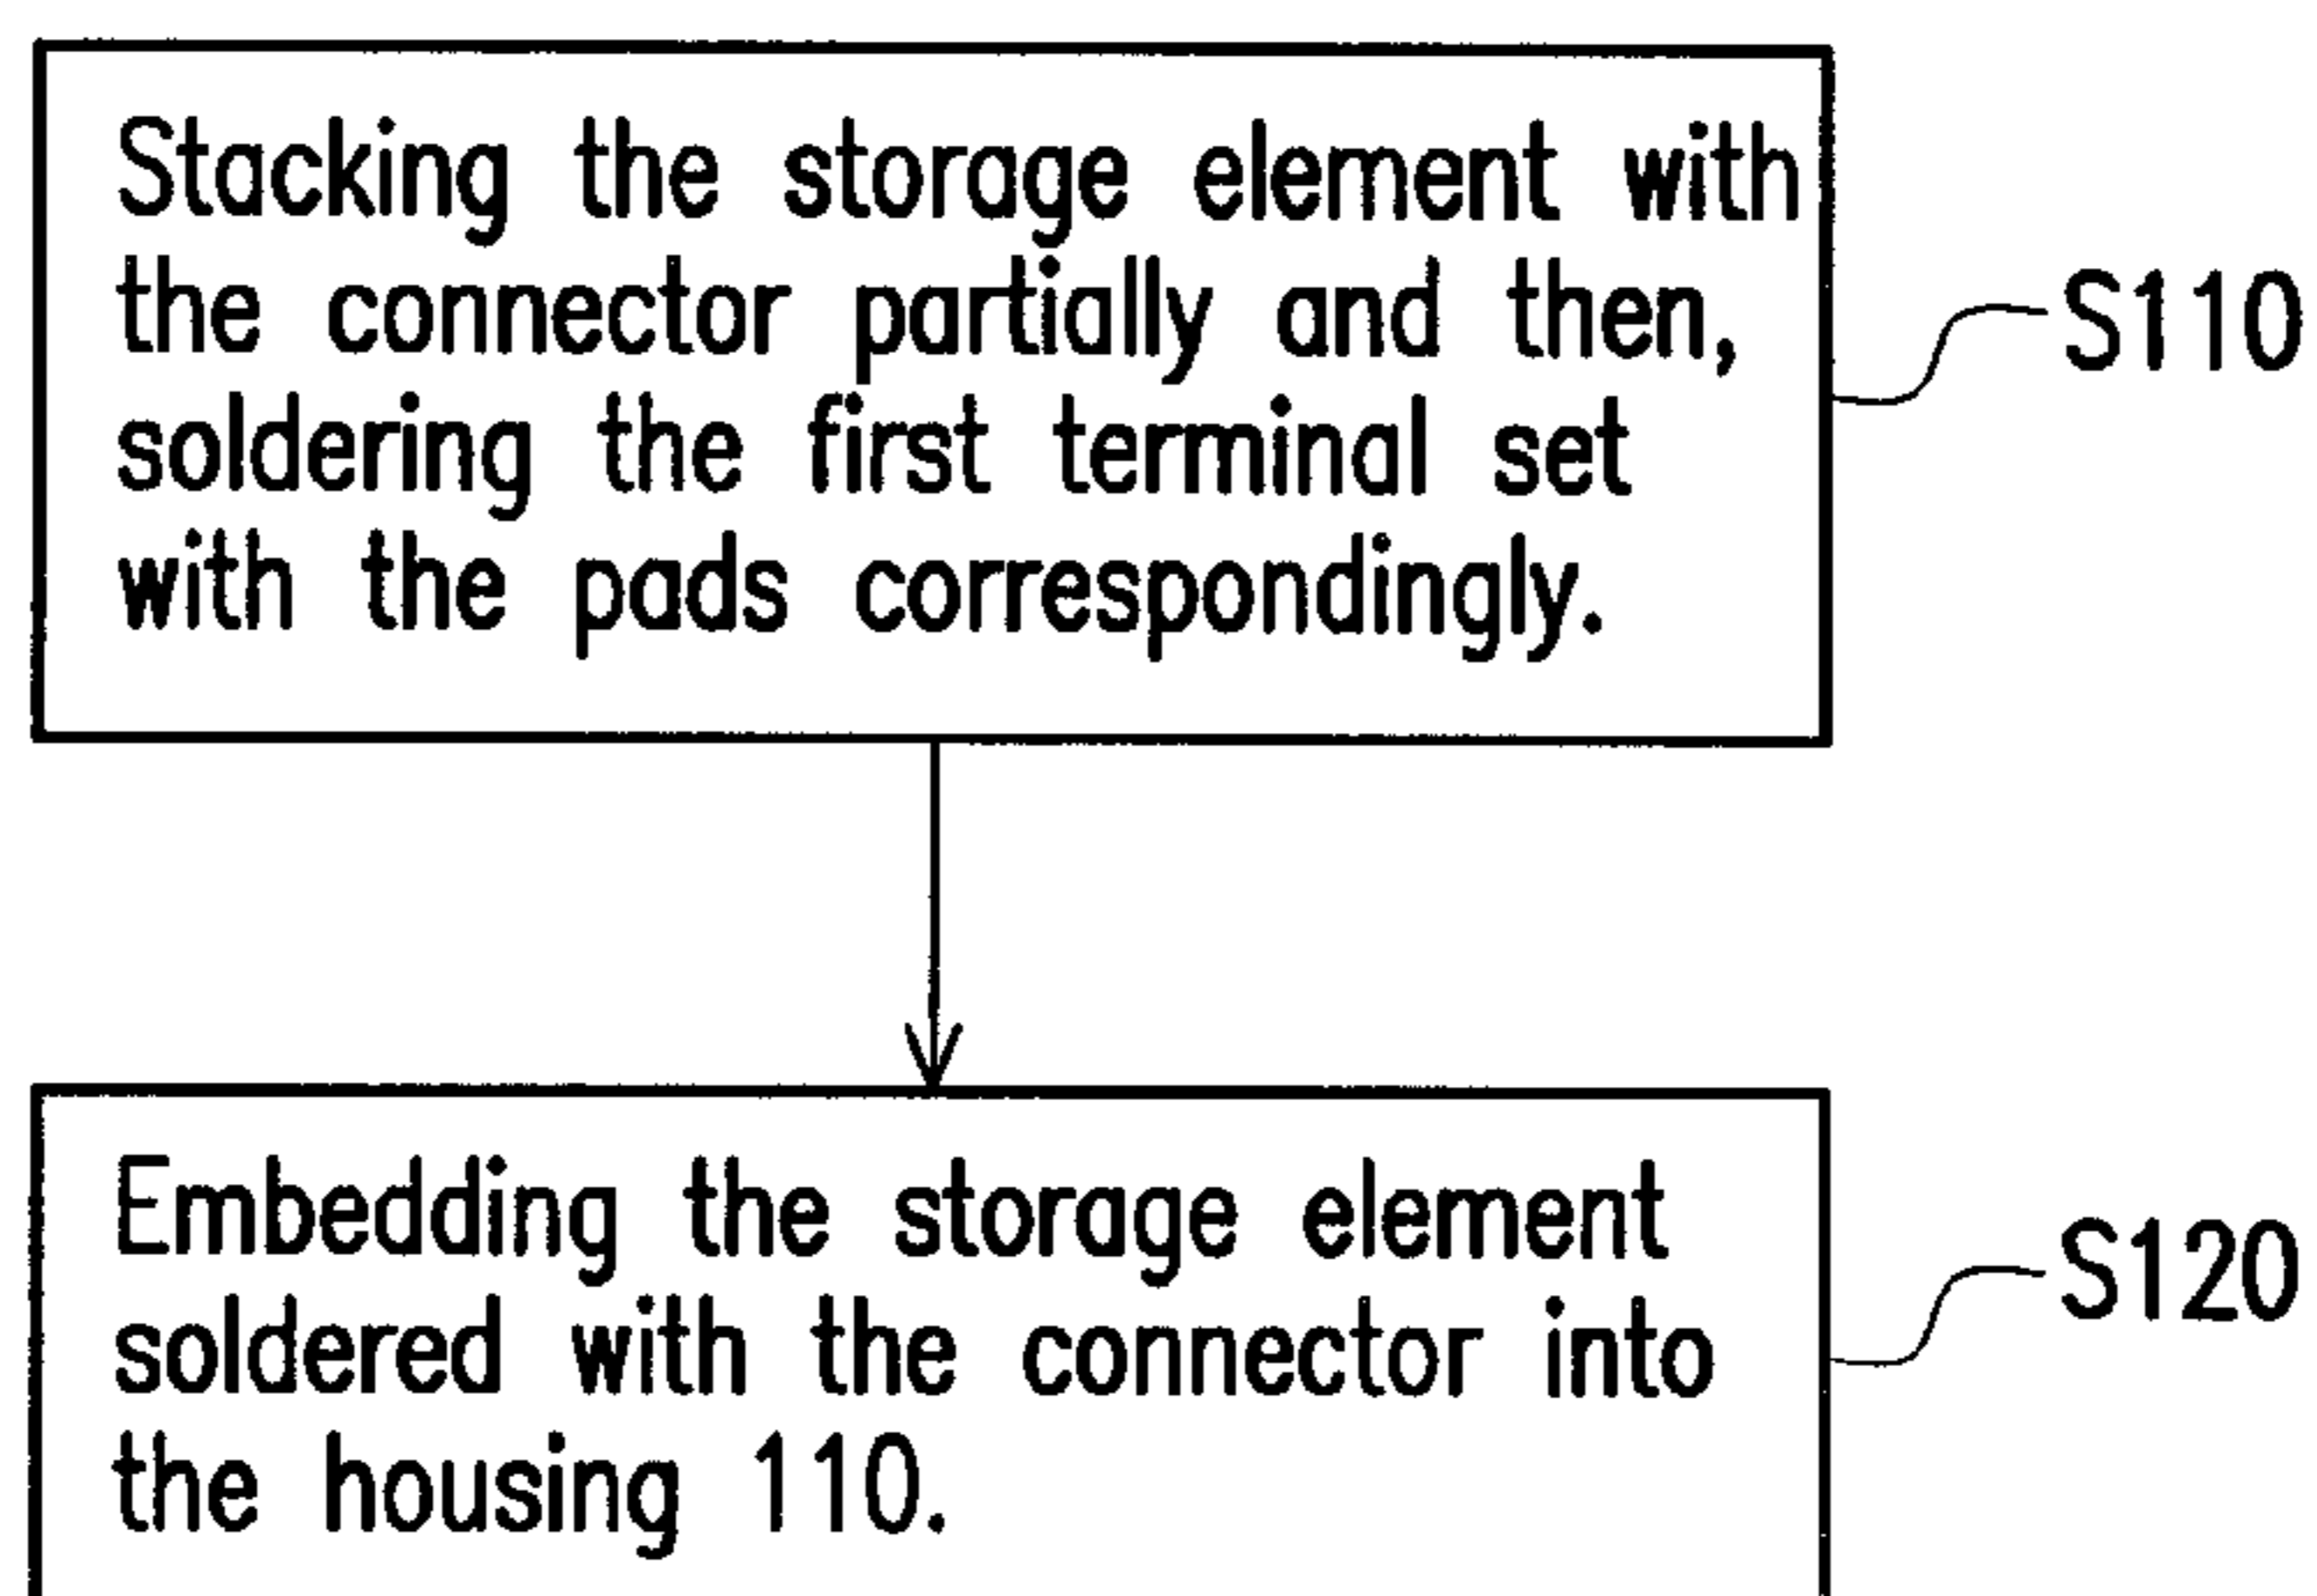 Stacking the storage element with
the connector partially and then,
soldering the first terminal set
with the pads correspondingly.
S110
Embedding the storage element
soldered with the connector into
the housing 110.
S120